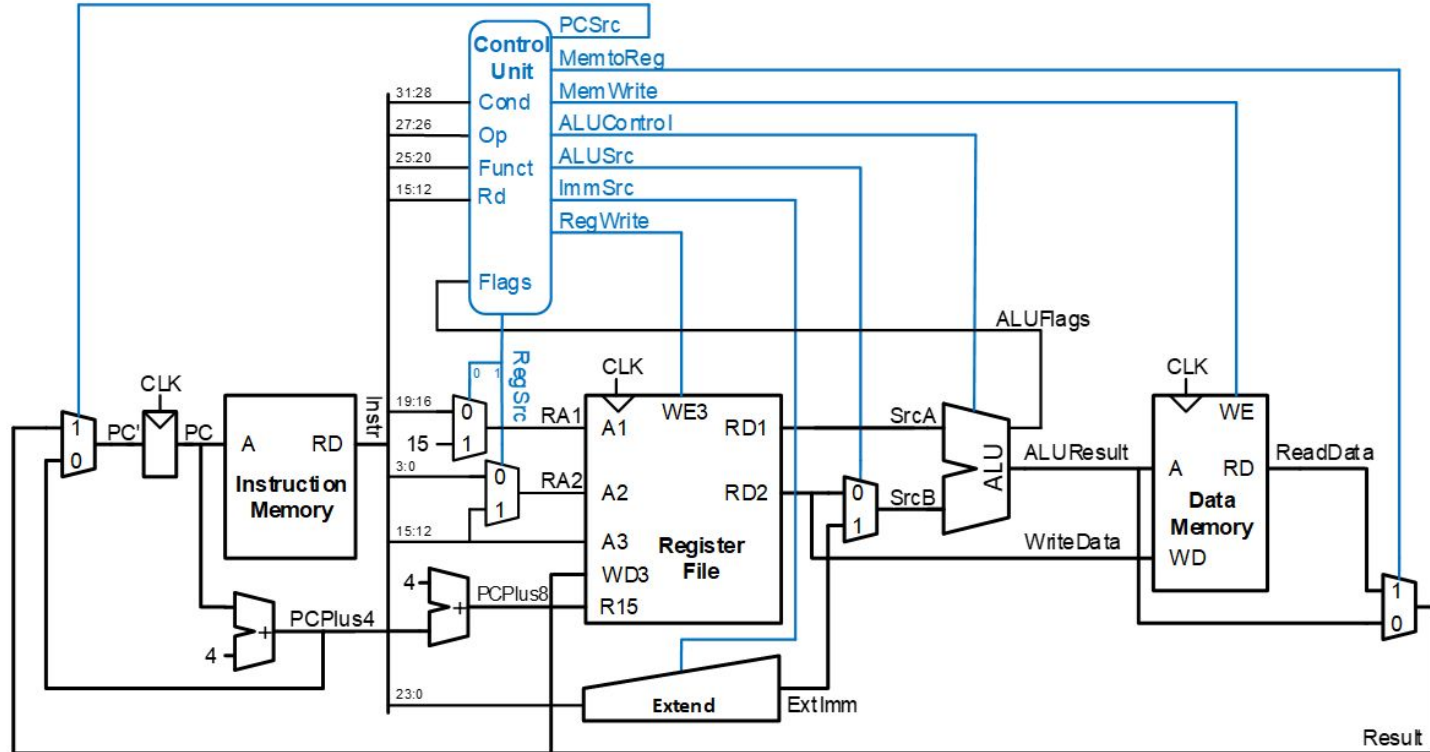 PCSrc
Control
Unit
MemtoReg
31:28
Cond
MemWrite
27:26
Op
ALUControl
25:20
Funct
ALUSrc
15:12
Rd
ImmSrc
RegWrite
Flags
ALUFlags
RegSrc
0 1
CLK
CLK
CLK
Instr
19:16
0
15
1
RA1
A1
WE3
RD1
SrcA
WE
1
0
PC'
PC
A
RD
Instruction
Memory
3:0
0
1
RA2
A2
RD2
0
1
SrcB
ALU
ALUResult
A
RD
ReadData
Data
Memory
15:12
A3
Register
File
WriteData
WD
WD3
4
+
PCPlus8
R15
1
0
4
+
PCPlus4
23:0
Extend
ExtImm
Result